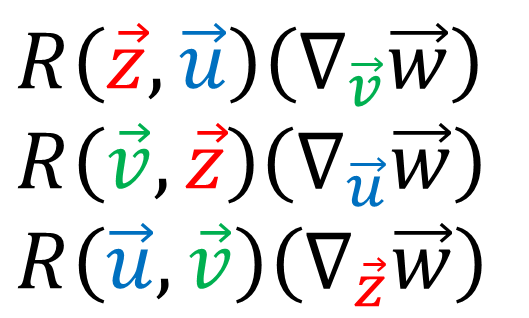 R(z⃗, u⃗)(∇_v⃗ w⃗)
R(v⃗, z⃗)(∇_u⃗ w⃗)
R(u⃗, v⃗)(∇_z⃗ w⃗)